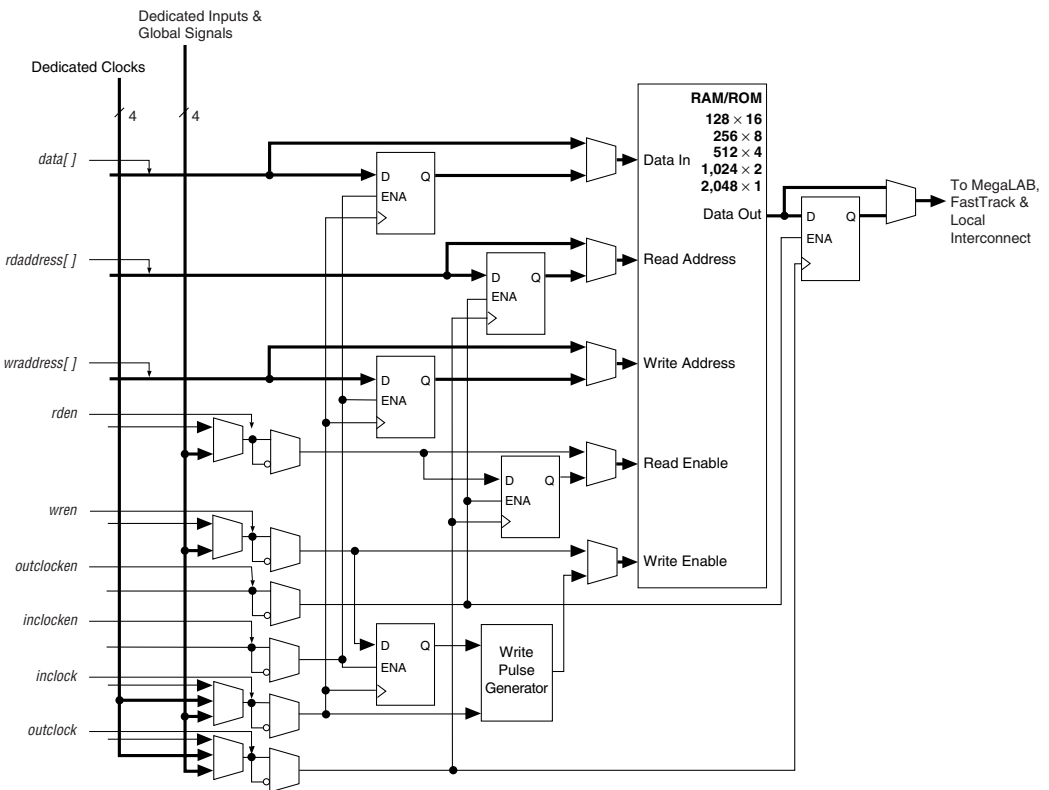 Dedicated Inputs &
Global Signals
Dedicated Clocks
4
4
RAM/ROM
128 × 16
256 × 8
512 × 4
1,024 × 2
2,048 × 1
data[ ]
D
Q
ENA
Data In
Data Out
D
Q
ENA
To MegaLAB,
FastTrack &
Local
Interconnect
rdaddress[ ]
D
Q
ENA
Read Address
wraddress[ ]
D
Q
ENA
Write Address
rden
D
Q
ENA
Read Enable
wren
Write Enable
outclocken
inclocken
D
Q
ENA
Write
Pulse
Generator
inclock
outclock